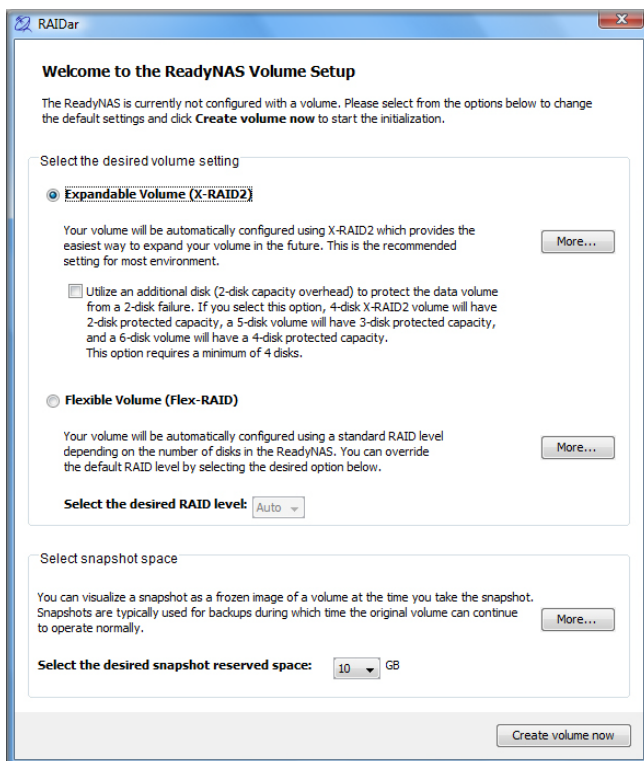 RAIDar
Welcome to the ReadyNAS Volume Setup
The ReadyNAS is currently not configured with a volume. Please select from the options below to change
the default settings and click Create volume now to start the initialization.
Select the desired volume setting
Expandable Volume (X-RAID2)
Your volume will be automatically configured using X-RAID2 which provides the
easiest way to expand your volume in the future. This is the recommended
setting for most environment.
More...
Utilize an additional disk (2-disk capacity overhead) to protect the data volume
from a 2-disk failure. If you select this option, 4-disk X-RAID2 volume will have
2-disk protected capacity, a 5-disk volume will have 3-disk protected capacity,
and a 6-disk volume will have a 4-disk protected capacity.
This option requires a minimum of 4 disks.
Flexible Volume (Flex-RAID)
Your volume will be automatically configured using a standard RAID level
depending on the number of disks in the ReadyNAS. You can override
the default RAID level by selecting the desired option below.
More...
Select the desired RAID level: Auto
Select snapshot space
You can visualize a snapshot as a frozen image of a volume at the time you take the snapshot.
Snapshots are typically used for backups during which time the original volume can continue
to operate normally.
More...
Select the desired snapshot reserved space: 10 GB
Create volume now